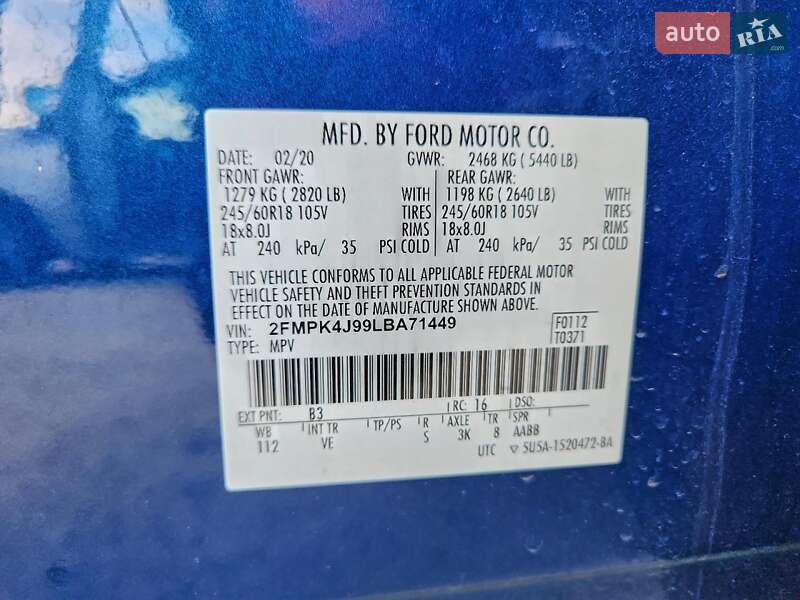 auto RIA .com
MFD. BY FORD MOTOR CO.
DATE: 02/20 GVWR: 2468 KG ( 5440 LB)
FRONT GAWR: REAR GAWR:
1279 KG ( 2820 LB) WITH 1198 KG ( 2640 LB) WITH
245/60R18 105V TIRES 245/60R18 105V TIRES
18x8.0J RIMS 18x8.0J RIMS
AT 240 kPa/ 35 PSI COLD AT 240 kPa/ 35 PSI COLD
THIS VEHICLE CONFORMS TO ALL APPLICABLE FEDERAL MOTOR
VEHICLE SAFETY AND THEFT PREVENTION STANDARDS IN
EFFECT ON THE DATE OF MANUFACTURE SHOWN ABOVE.
VIN: 2FMPK4J99LBA71449 F0112
TYPE: MPV T0371
EXT PNT: B3 RC: 16 DSO:
WB INT TR TP/PS R AXLE TR SPR
112 VE S 3K 8 AABB
UTC ▽ 5U5A-1520472-BA